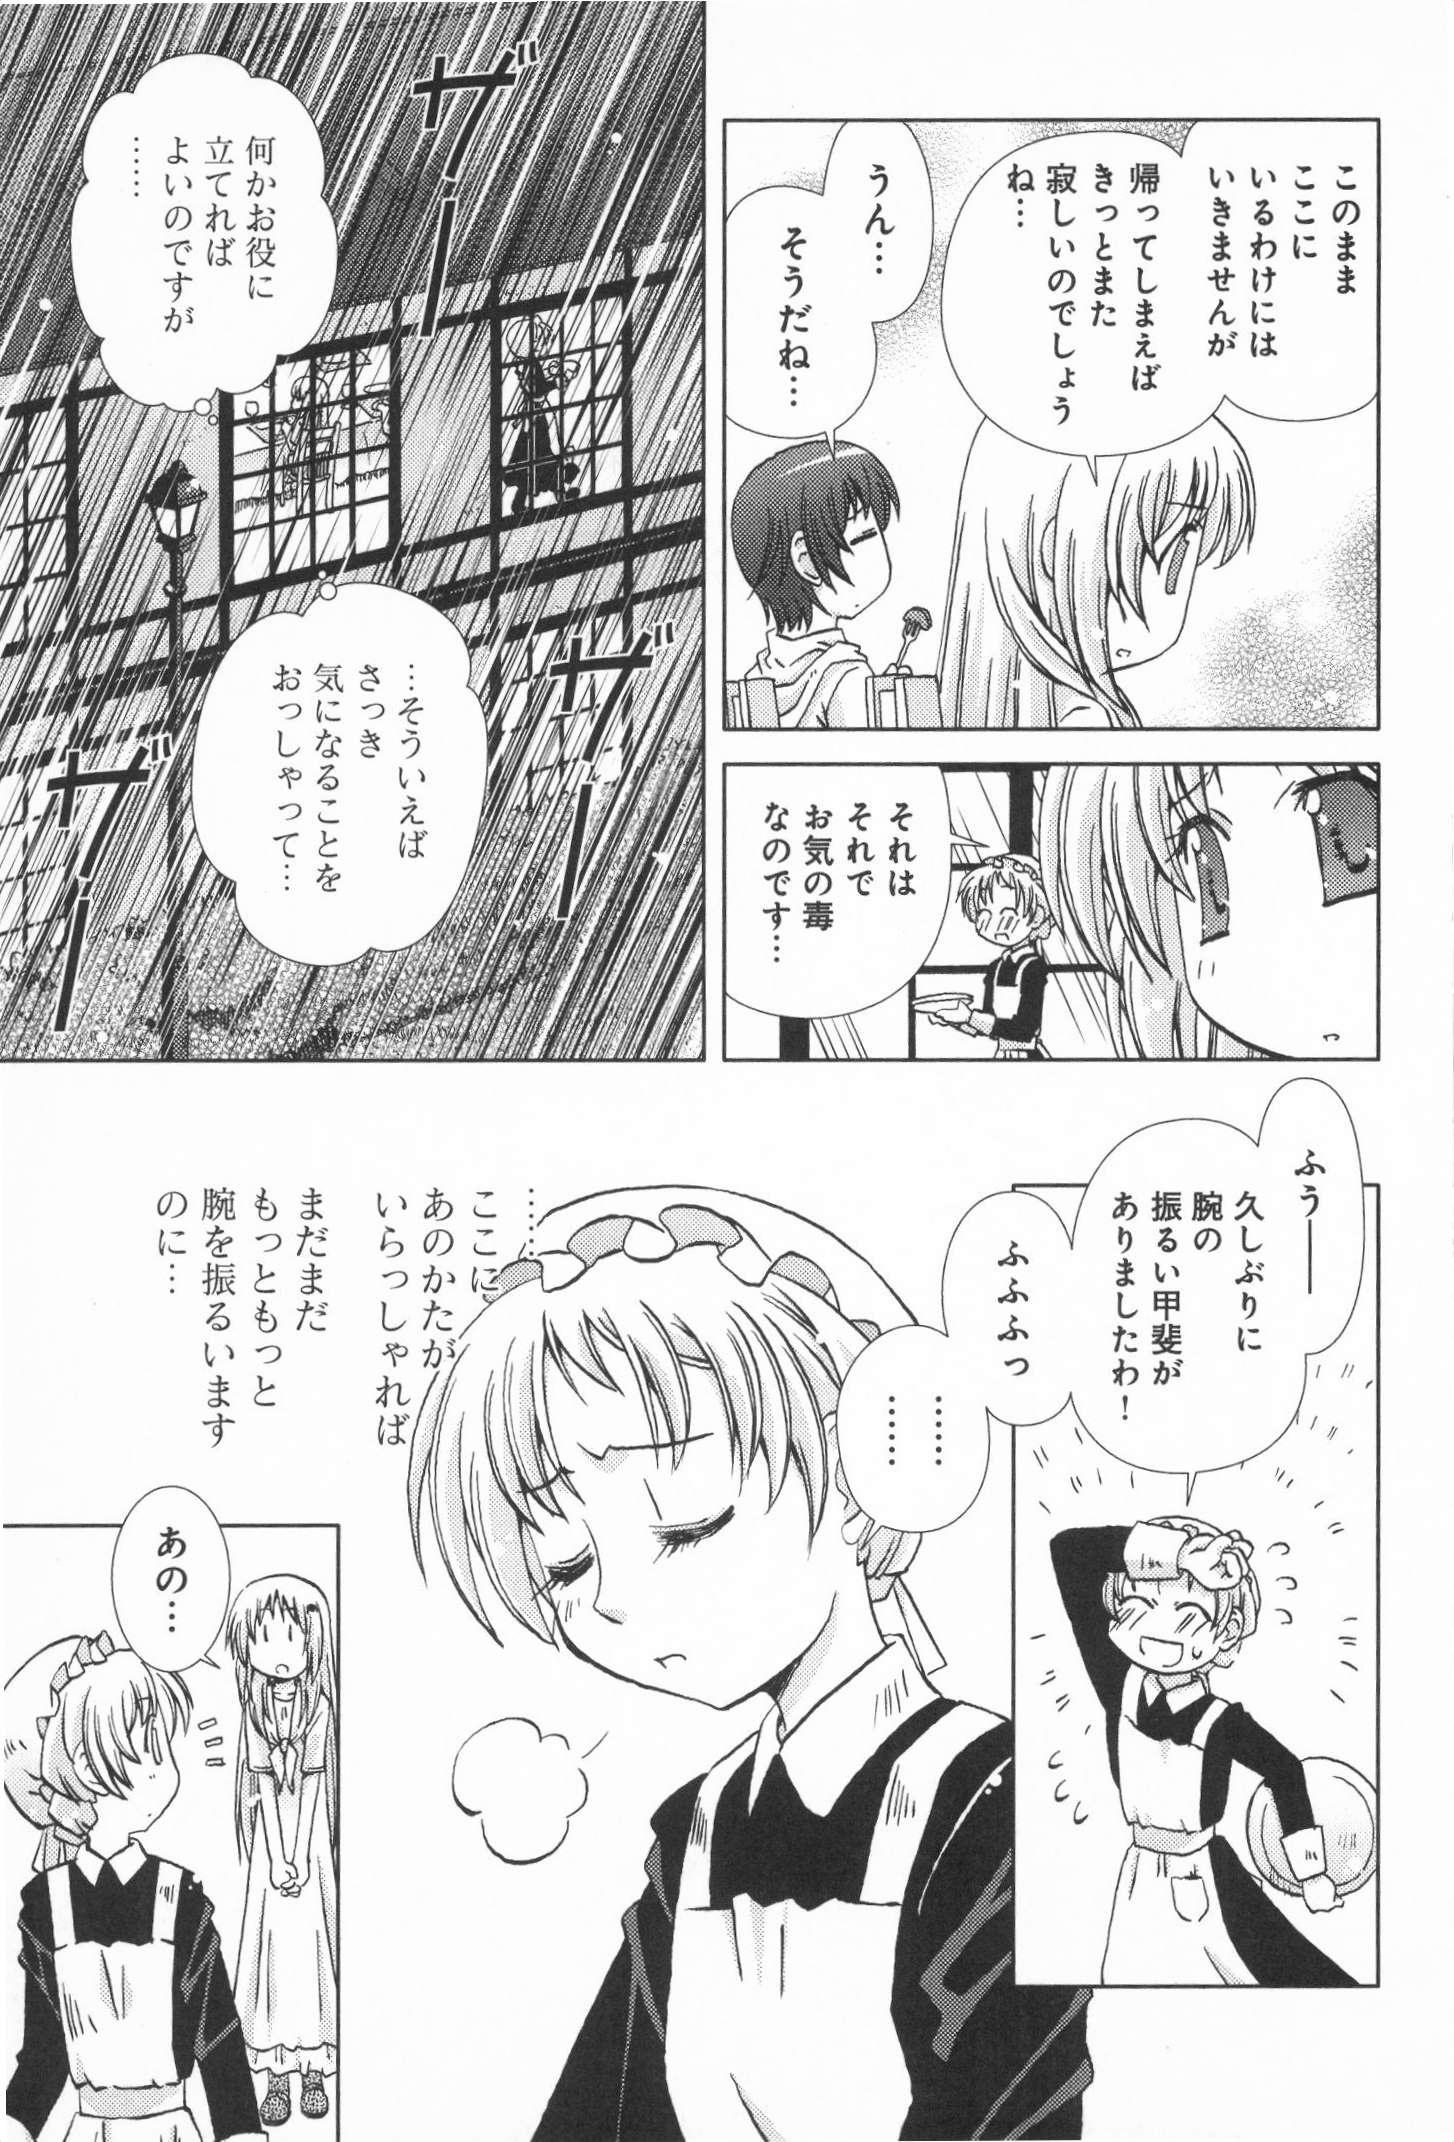 このまま
ここに
いるわけには
いきませんが
帰ってしまえば
きっとまた
寂しいのでしょう
ね…
うん…
そうだね…
それは
それで
お気の毒
なのです…
ザーーー
何かお役に
立てれば
よいのですが
……
…そういえば
さっき
気になることを
おっしゃって…
ザーーー
ザーーー
ふう――
久しぶりに
腕の
振るい甲斐が
ありましたわ！
ふふふっ
……
……
……
ここに
あのかたが
いらっしゃれば
まだまだ
もっともっと
腕を振るいます
のに…
あの…